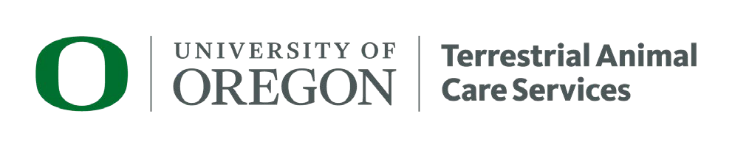 O
UNIVERSITY OF
OREGON
Terrestrial Animal
Care Services